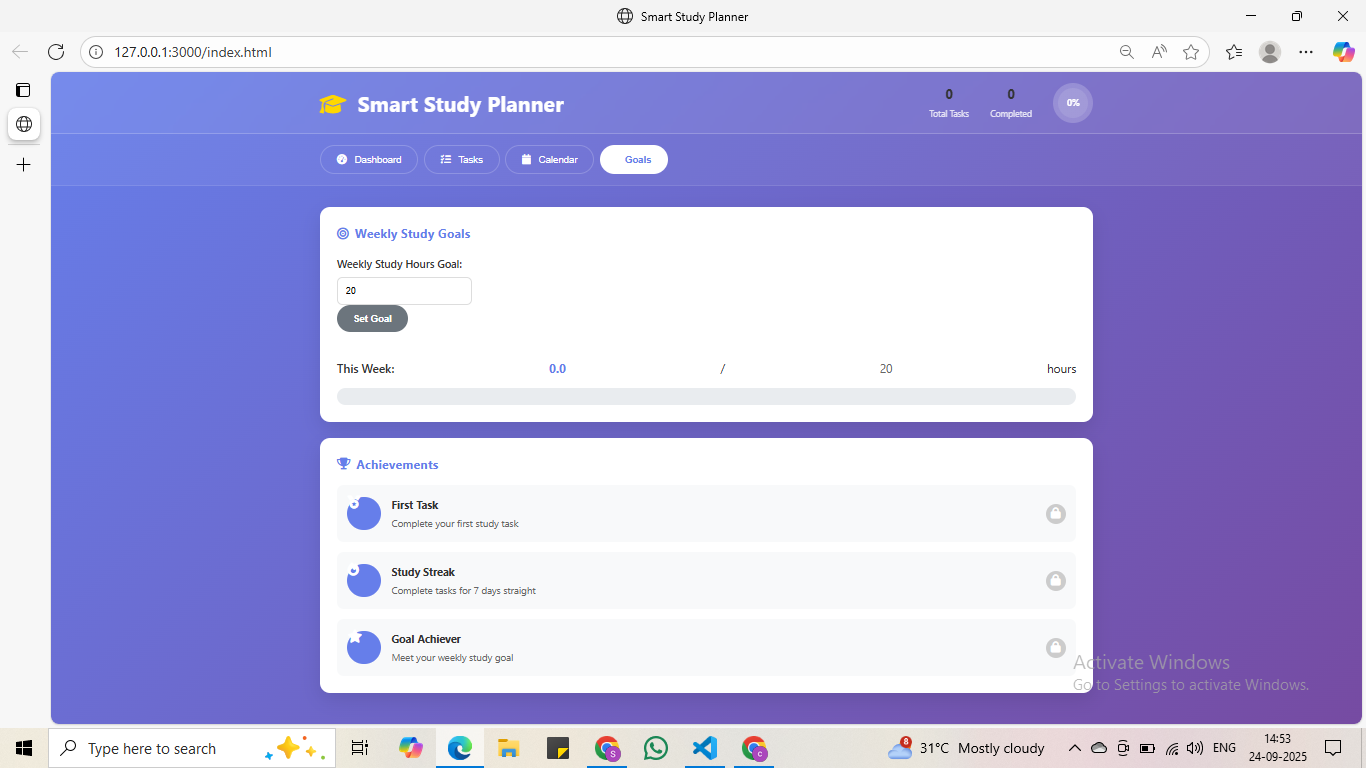 Smart Study Planner
127.0.0.1:3000/index.html
Smart Study Planner
0
Total Tasks
0
Completed
0%
Dashboard
Tasks
Calendar
Goals
Weekly Study Goals
Weekly Study Hours Goal:
20
Set Goal
This Week: 0.0 / 20 hours
Achievements
First Task
Complete your first study task
Study Streak
Complete tasks for 7 days straight
Goal Achiever
Meet your weekly study goal
Activate Windows
Go to Settings to activate Windows.
Type here to search
S
C
8
31°C Mostly cloudy
ENG
14:53
24-09-2025